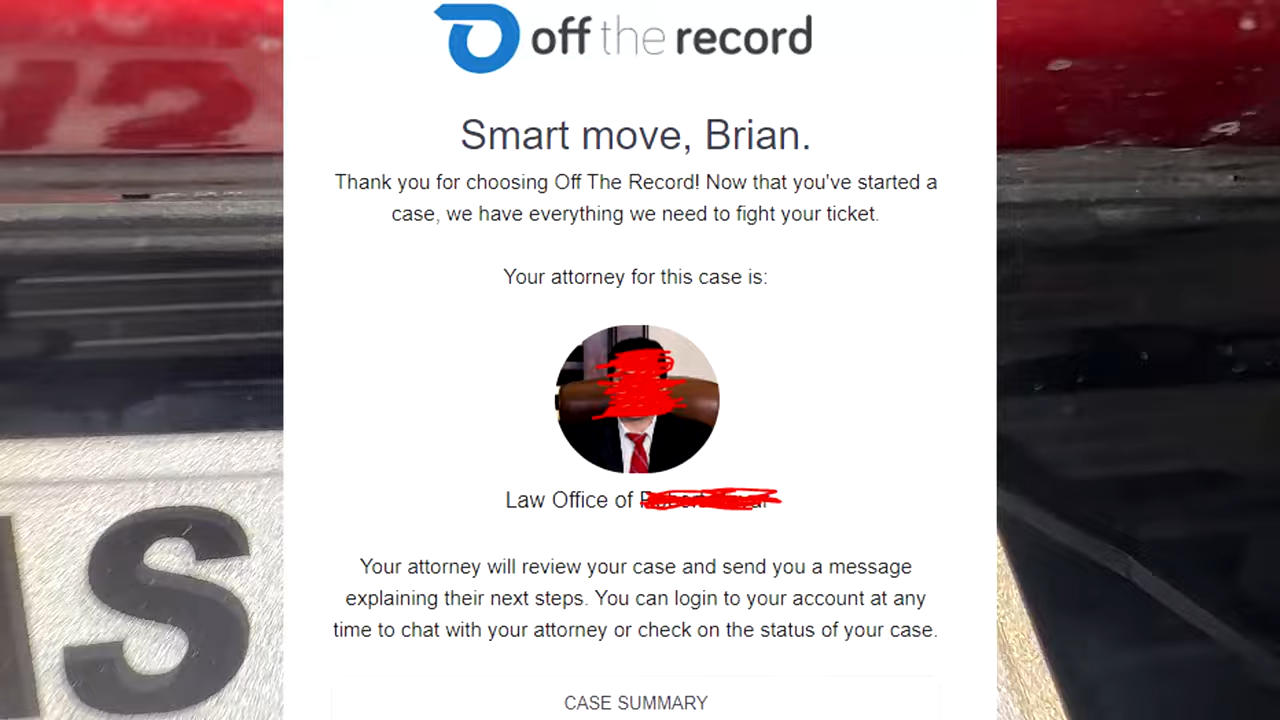 off the record
Smart move, Brian.
Thank you for choosing Off The Record! Now that you've started a
case, we have everything we need to fight your ticket.
Your attorney for this case is:
Law Office of
Your attorney will review your case and send you a message
explaining their next steps. You can login to your account at any
time to chat with your attorney or check on the status of your case.
CASE SUMMARY
2
S